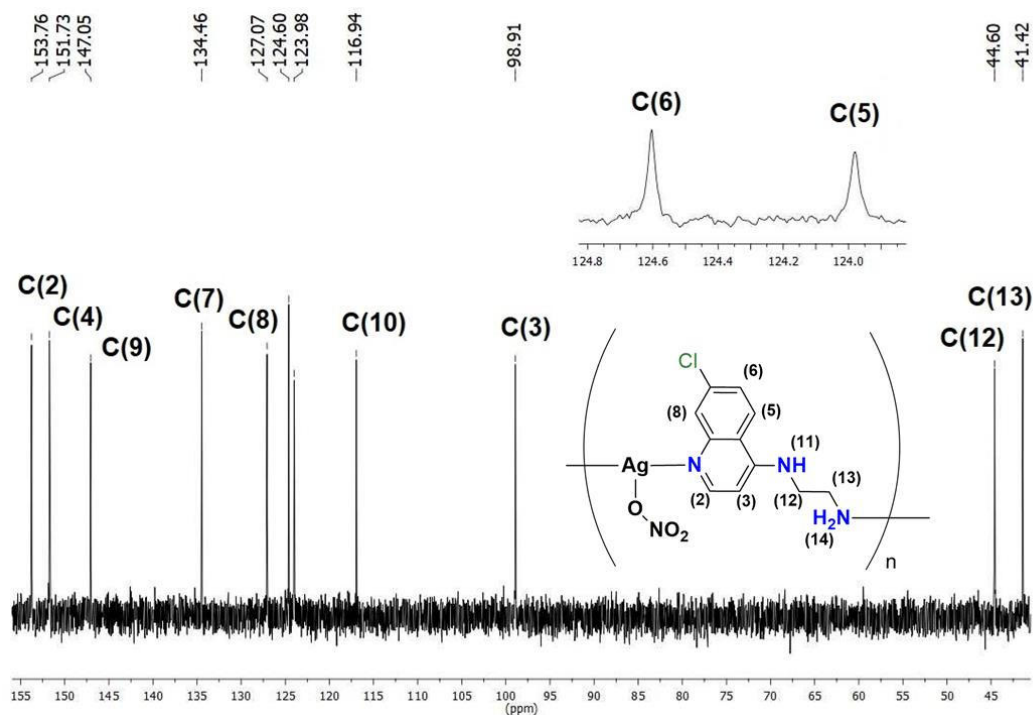 153.76
151.73
147.05
134.46
127.07
124.60
123.98
116.94
98.91
44.60
41.42
C(6)
C(5)
124.8 124.6 124.4 124.2 124.0
C(2)
C(4)
C(9)
C(7)
C(8)
C(10)
C(3)
C(12)
C(13)
Cl
(6)
(8)
(5)
(11)
Ag
N
NH
(13)
O
(2)
(3)
(12)
NO2
H2N
(14)
n
155 150 145 140 135 130 125 120 115 110 105 100 95 90 85 80 75 70 65 60 55 50 45
(ppm)